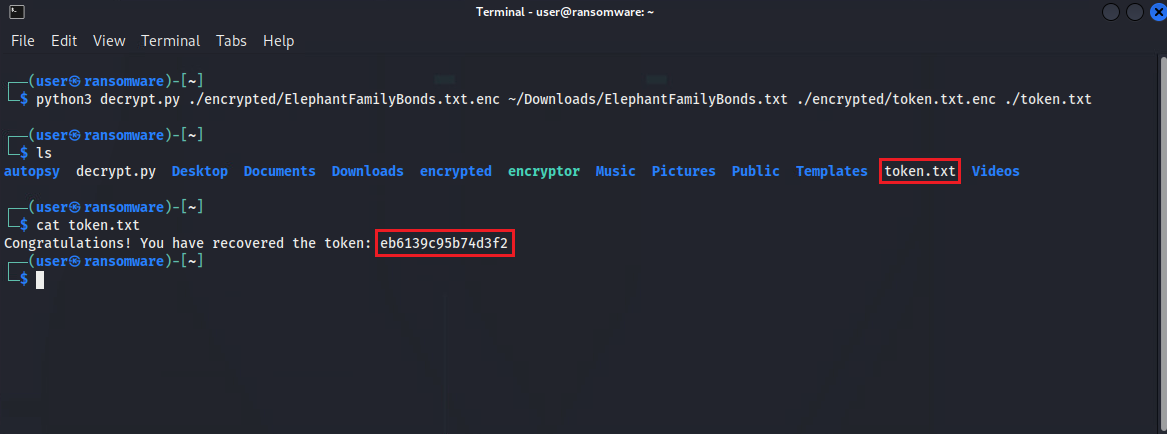 Terminal - user@ransomware: ~
File Edit View Terminal Tabs Help
┌──(user㉿ransomware)-[~]
└─$ python3 decrypt.py ./encrypted/ElephantFamilyBonds.txt.enc ~/Downloads/ElephantFamilyBonds.txt ./encrypted/token.txt.enc ./token.txt
┌──(user㉿ransomware)-[~]
└─$ ls
autopsy decrypt.py Desktop Documents Downloads encrypted encryptor Music Pictures Public Templates token.txt Videos
┌──(user㉿ransomware)-[~]
└─$ cat token.txt
Congratulations! You have recovered the token: eb6139c95b74d3f2
┌──(user㉿ransomware)-[~]
└─$